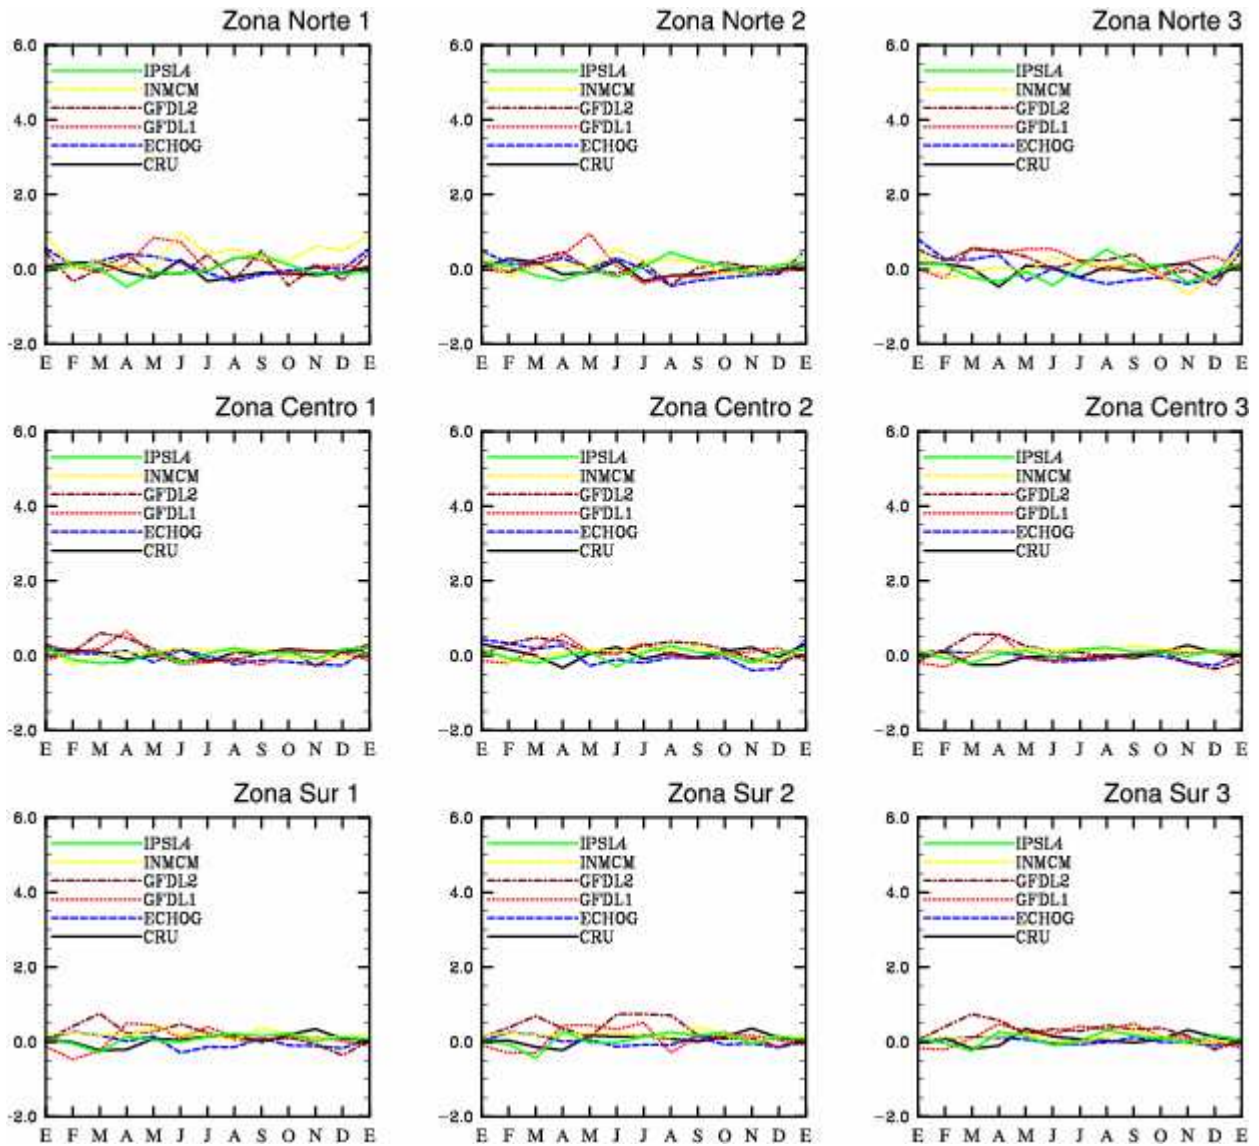 Zona Norte 1
6.0
IPSL4
INMCM
GFDL2
4.0
GFDL1
ECHOG
CRU
2.0
0.0
-2.0
E F M A M J J A S O N D E
Zona Norte 2
6.0
IPSL4
INMCM
GFDL2
4.0
GFDL1
ECHOG
CRU
2.0
0.0
-2.0
E F M A M J J A S O N D E
Zona Norte 3
6.0
IPSL4
INMCM
GFDL2
4.0
GFDL1
ECHOG
CRU
2.0
0.0
-2.0
E F M A M J J A S O N D E
Zona Centro 1
6.0
IPSL4
INMCM
GFDL2
4.0
GFDL1
ECHOG
CRU
2.0
0.0
-2.0
E F M A M J J A S O N D E
Zona Centro 2
6.0
IPSL4
INMCM
GFDL2
4.0
GFDL1
ECHOG
CRU
2.0
0.0
-2.0
E F M A M J J A S O N D E
Zona Centro 3
6.0
IPSL4
INMCM
GFDL2
4.0
GFDL1
ECHOG
CRU
2.0
0.0
-2.0
E F M A M J J A S O N D E
Zona Sur 1
6.0
IPSL4
INMCM
GFDL2
4.0
GFDL1
ECHOG
CRU
2.0
0.0
-2.0
E F M A M J J A S O N D E
Zona Sur 2
6.0
IPSL4
INMCM
GFDL2
4.0
GFDL1
ECHOG
CRU
2.0
0.0
-2.0
E F M A M J J A S O N D E
Zona Sur 3
6.0
IPSL4
INMCM
GFDL2
4.0
GFDL1
ECHOG
CRU
2.0
0.0
-2.0
E F M A M J J A S O N D E